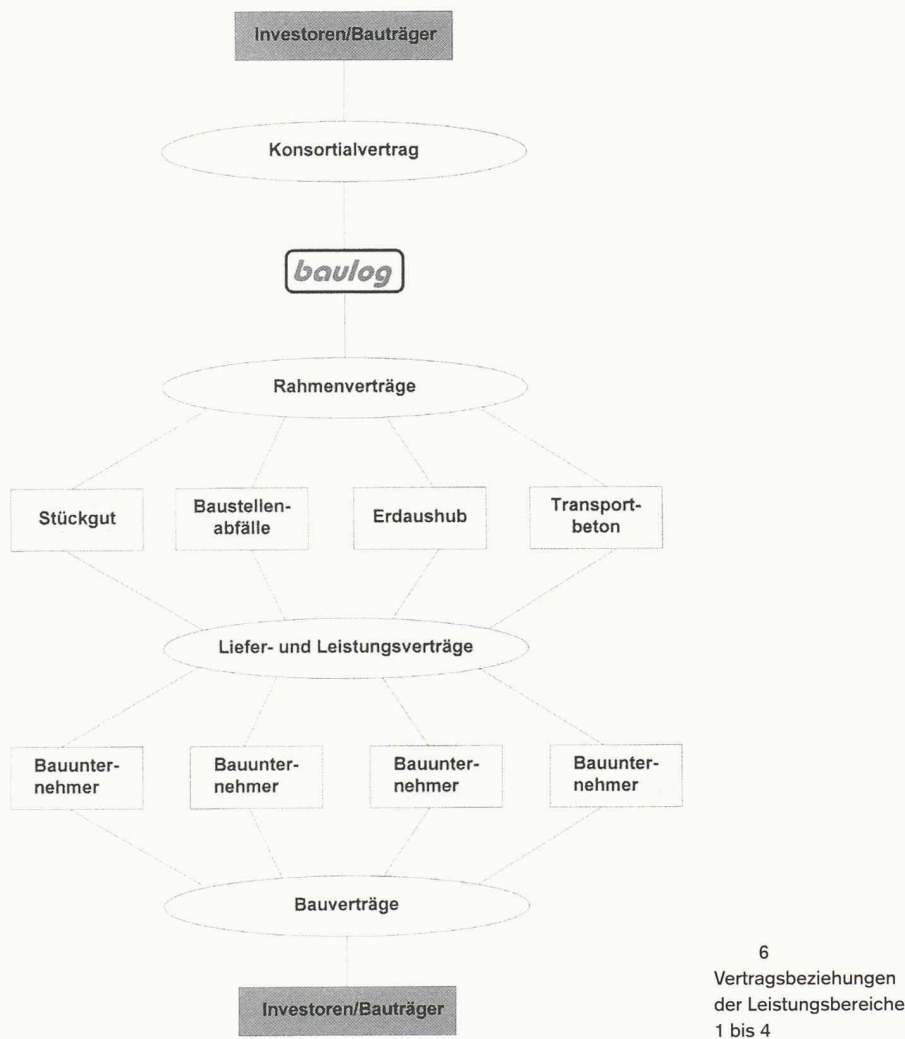 Investoren/Bauträger
Konsortialvertrag
baulog
Rahmenverträge
Stückgut
Baustellen-
abfälle
Erdaushub
Transport-
beton
Liefer- und Leistungsverträge
Bauunter-
nehmer
Bauunter-
nehmer
Bauunter-
nehmer
Bauunter-
nehmer
Bauverträge
Investoren/Bauträger
6
Vertragsbeziehungen
der Leistungsbereiche
1 bis 4